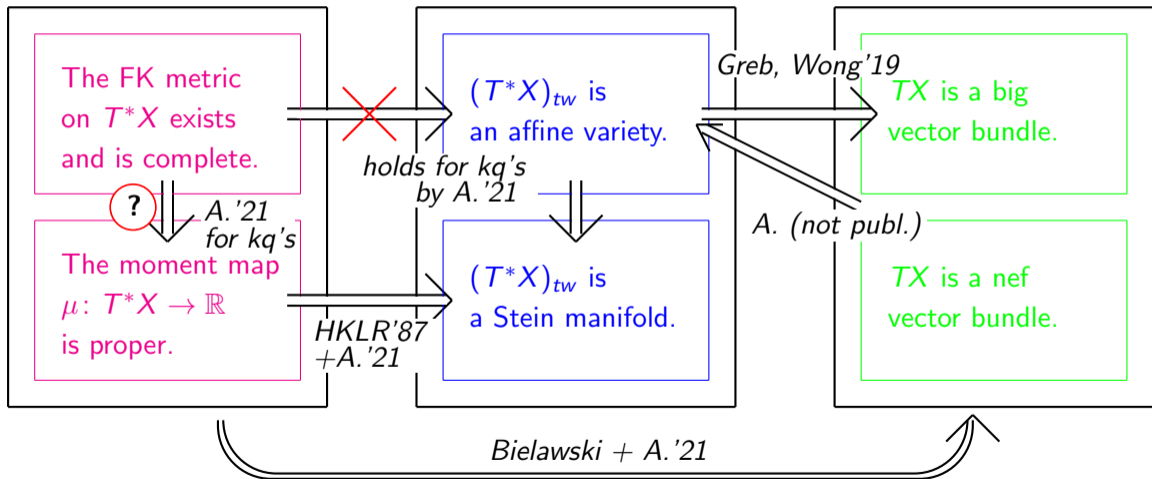 The FK metric
on T*X exists
and is complete.
?
A.'21
for kq's
The moment map
μ: T*X → ℝ
is proper.
holds for kq's
by A.'21
HKLR'87
+A.'21
(T*X)_tw is
an affine variety.
(T*X)_tw is
a Stein manifold.
Greb, Wong'19
A. (not publ.)
TX is a big
vector bundle.
TX is a nef
vector bundle.
Bielawski + A.'21